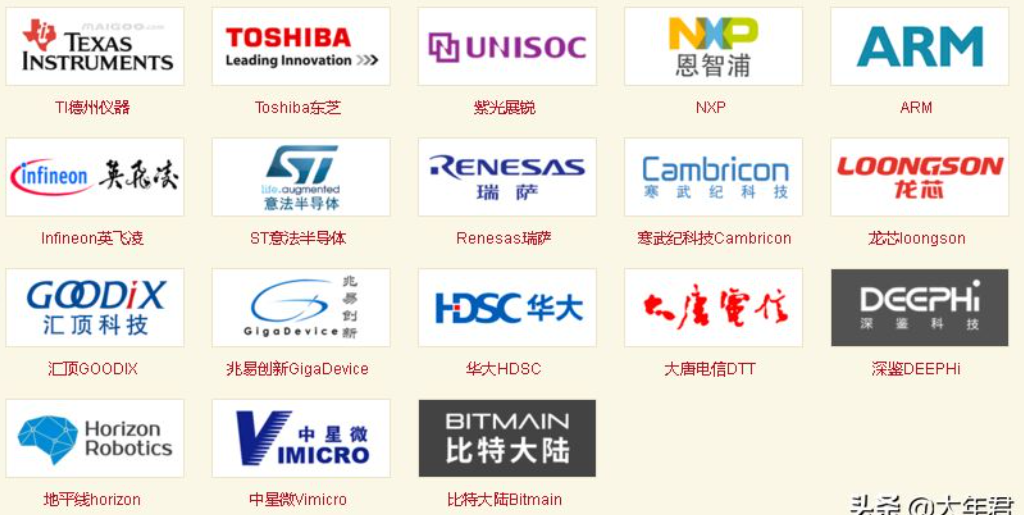 MAIGOO.com
TEXAS
INSTRUMENTS
TI德州仪器
TOSHIBA
Leading Innovation >>>
Toshiba东芝
UNISOC
紫光展锐
NXP
恩智浦
NXP
ARM
ARM
infineon 英飞凌
Infineon英飞凌
ST
life.augmented
意法半导体
ST意法半导体
RENESAS
瑞萨
Renesas瑞萨
Cambricon
寒武纪科技
寒武纪科技Cambricon
LOONGSON
龙芯
龙芯loongson
GOODiX
汇顶科技
汇顶GOODIX
兆易创新
GigaDevice
兆易创新GigaDevice
HDSC 华大
华大HDSC
大唐電信
大唐电信DTT
DEEPHi
深鉴科技
深鉴DEEPHi
Horizon
Robotics
地平线horizon
中星微
VIMICRO
中星微Vimicro
BITMAIN
比特大陆
比特大陆Bitmain
头条 @大年君